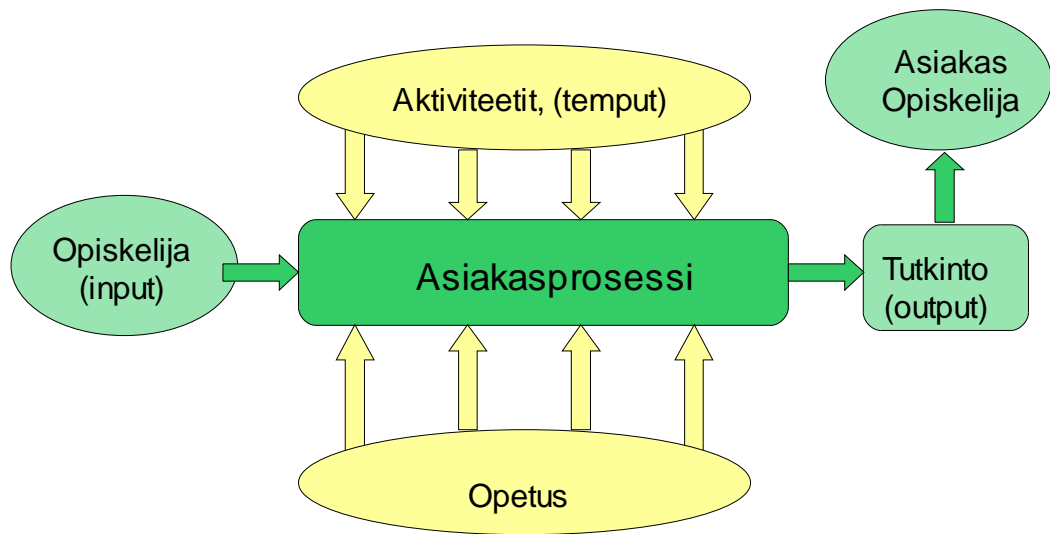 Aktiviteetit, (temput)
Asiakas
Opiskelija
Opiskelija
(input)
Asiakasprosessi
Tutkinto
(output)
Opetus